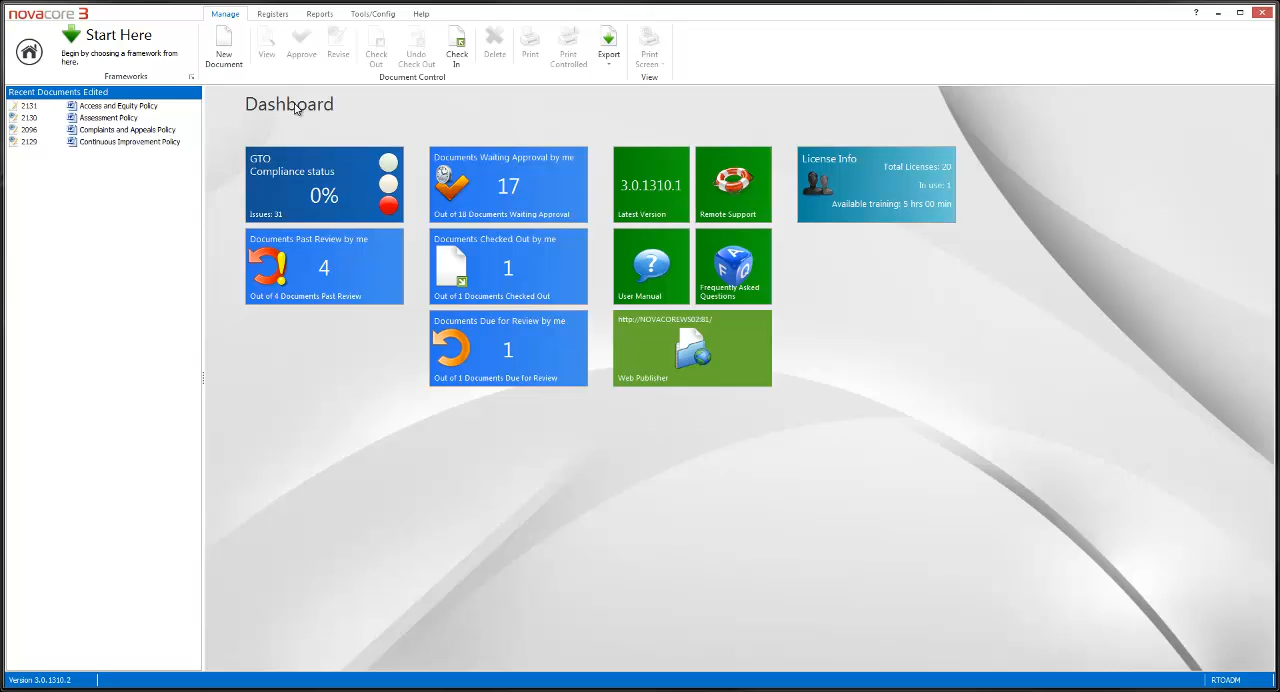 novacore 3
Manage Registers Reports Tools/Config Help
?
Start Here
Begin by choosing a framework from here.
Frameworks
New Document
View
Approve
Revise
Check Out
Undo Check Out
Check In
Delete
Print
Print Controlled
Export
Print Screen
Document Control
View
Recent Documents Edited
2131 Access and Equity Policy
2130 Assessment Policy
2096 Complaints and Appeals Policy
2129 Continuous Improvement Policy
Dashboard
GTO
Compliance status
0%
Issues: 31
Documents Past Review by me
4
Out of 4 Documents Past Review
Documents Waiting Approval by me
17
Out of 18 Documents Waiting Approval
Documents Checked Out by me
1
Out of 1 Documents Checked Out
Documents Due for Review by me
1
Out of 1 Documents Due for Review
3.0.1310.1
Latest Version
Remote Support
?
User Manual
A
F Q
Frequently Asked
Questions
http://NOVACOREWS02:81/
Web Publisher
License Info
Total Licenses: 20
In use: 1
Available training: 5 hrs 00 min
Version 3.0.1310.2
RTOADM